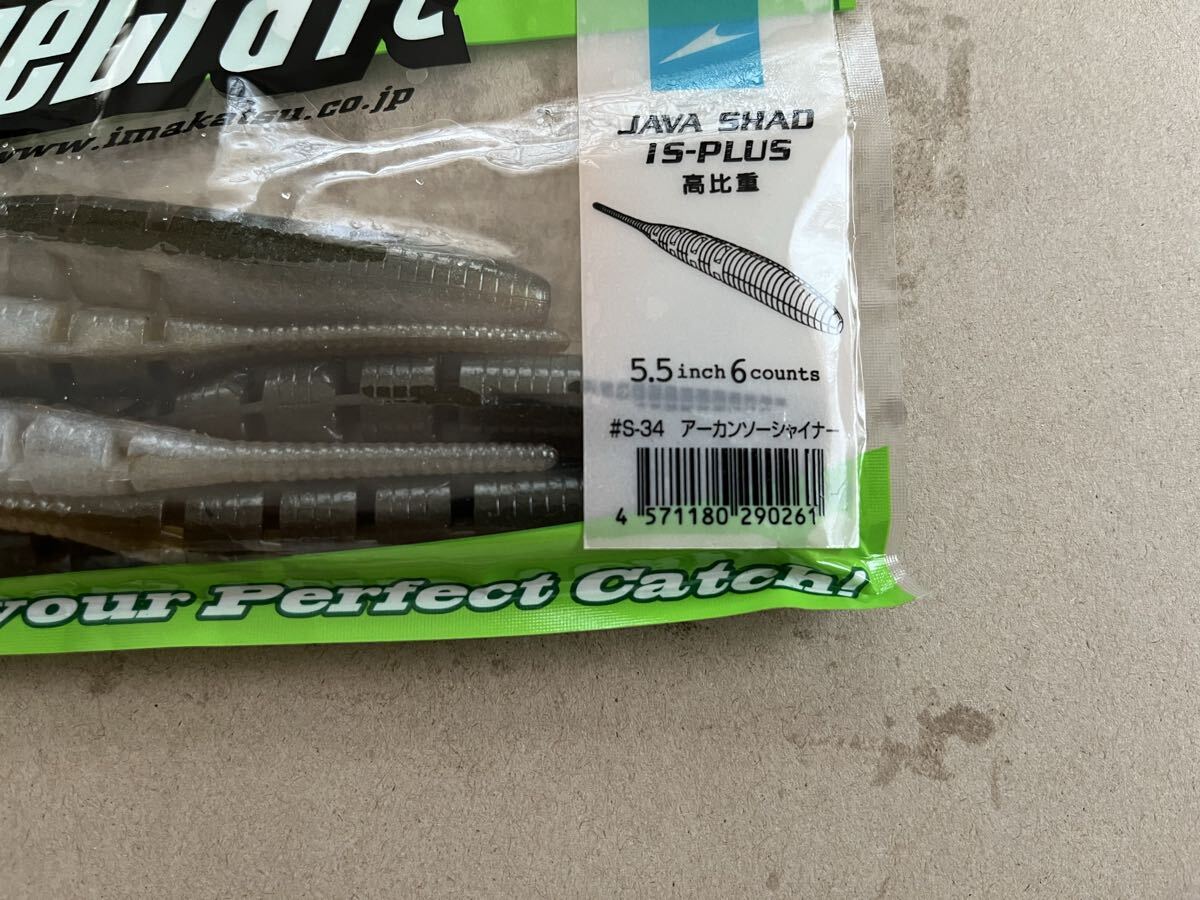 www.imakatsu.co.jp
JAVA SHAD
IS-PLUS
高比重
5.5 inch 6 counts
#S-34 アーカンソーシャイナー
4 571180 290261
your Perfect Catch!